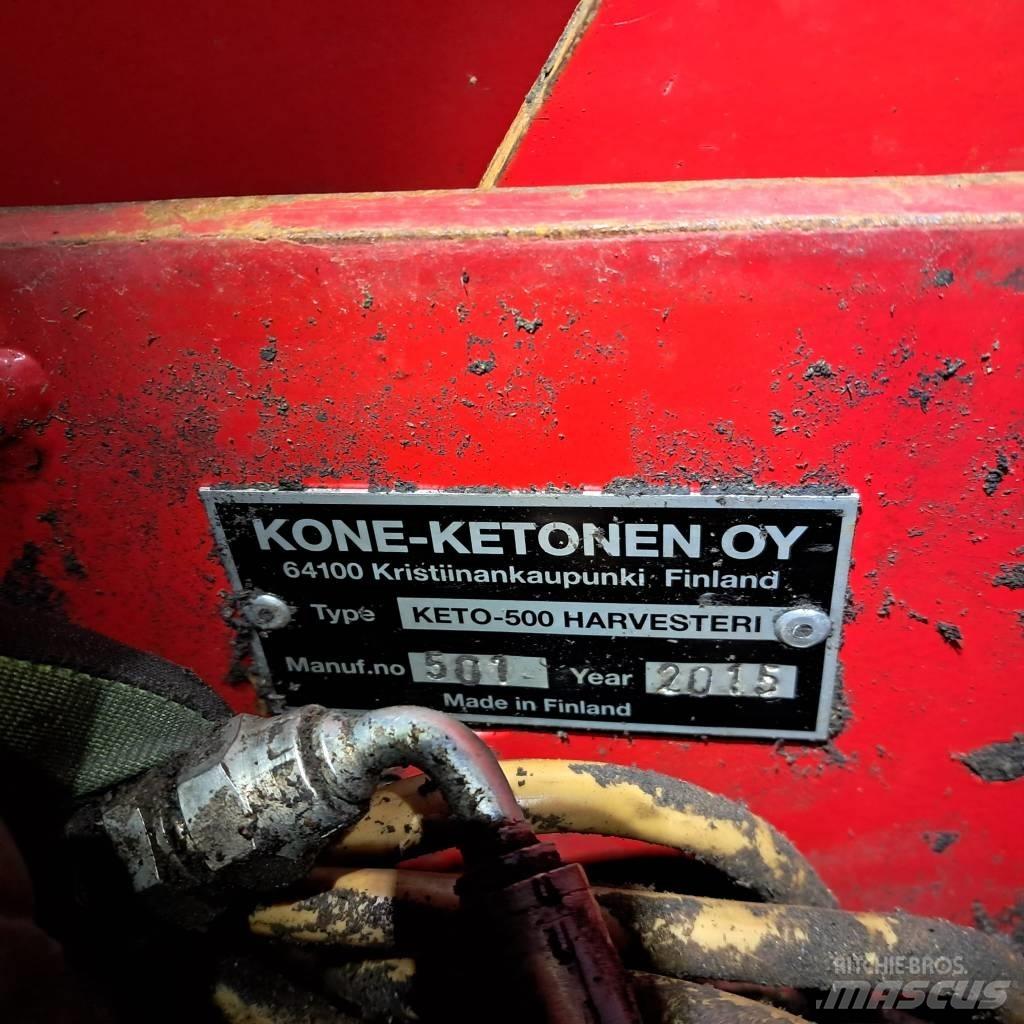 KONE-KETONEN OY
64100 Kristiinankaupunki Finland
Type KETO-500 HARVESTERI
Manuf.no 501 Year 2015
Made in Finland
RITCHIE BROS.
MASCUS